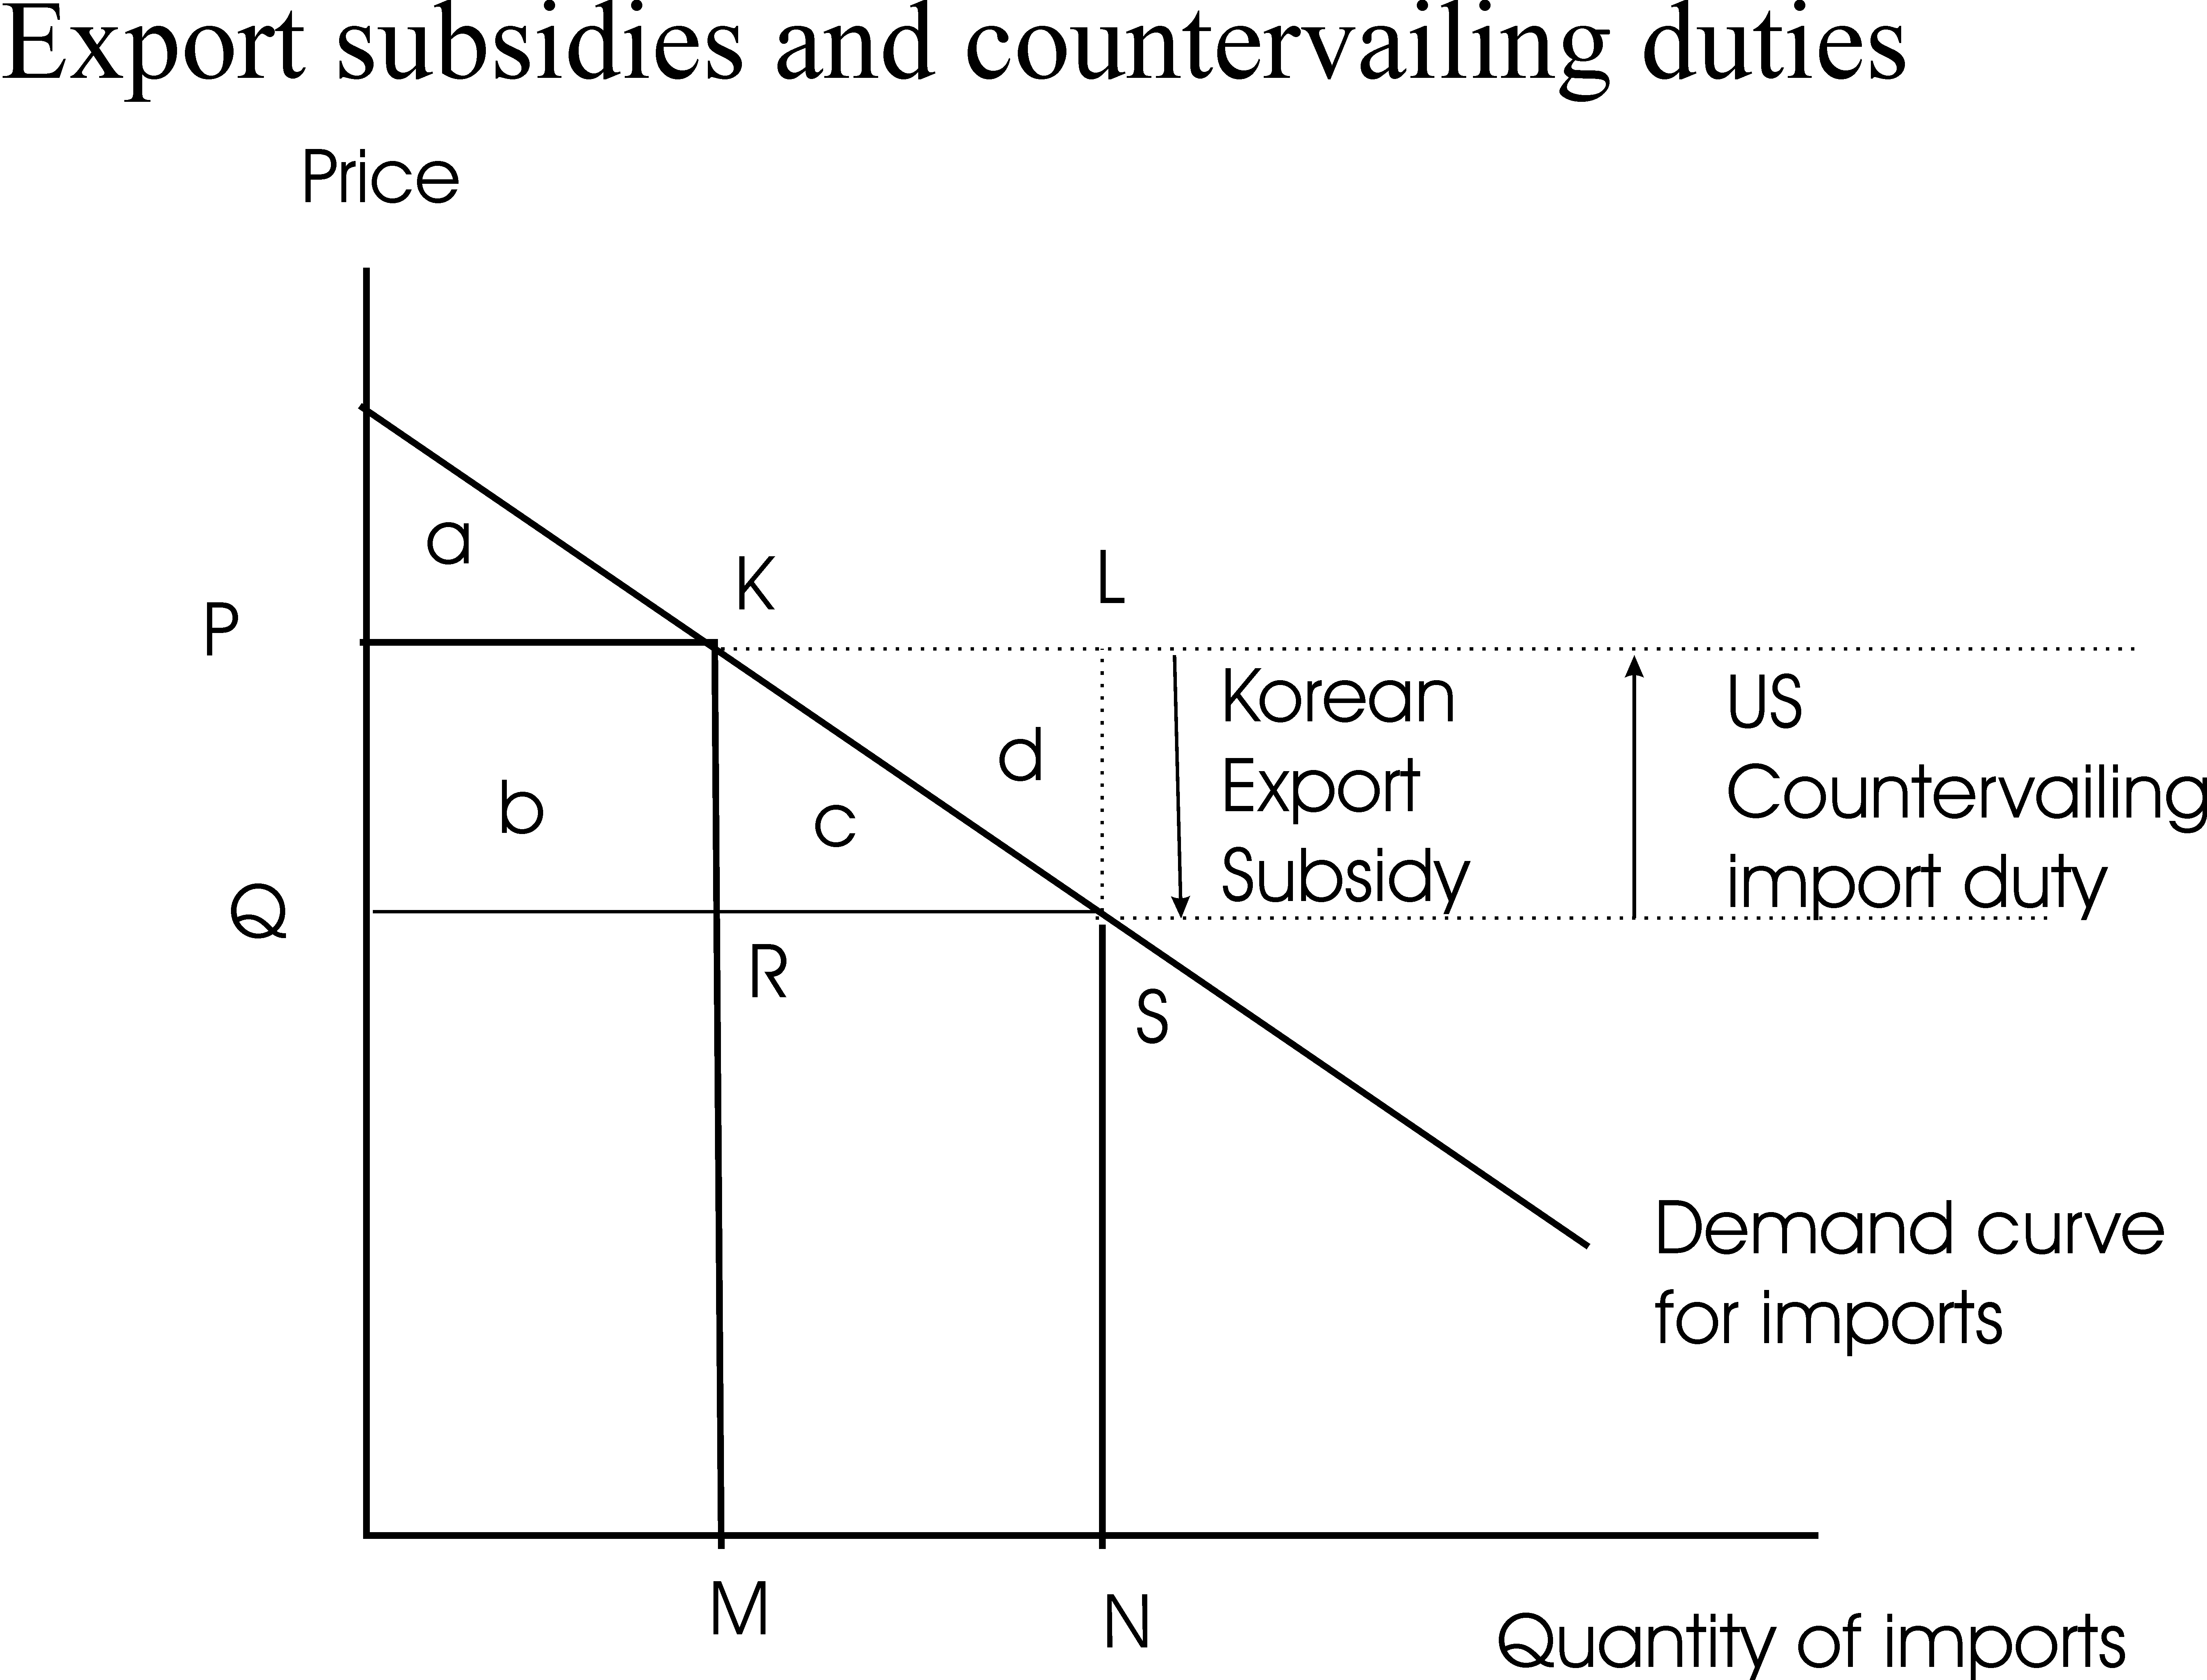 Export subsidies and countervailing duties
Price
a
K
L
P
Korean
Export
Subsidy
US
Countervailing
import duty
d
b
c
Q
R
S
Demand curve
for imports
M
N
Quantity of imports